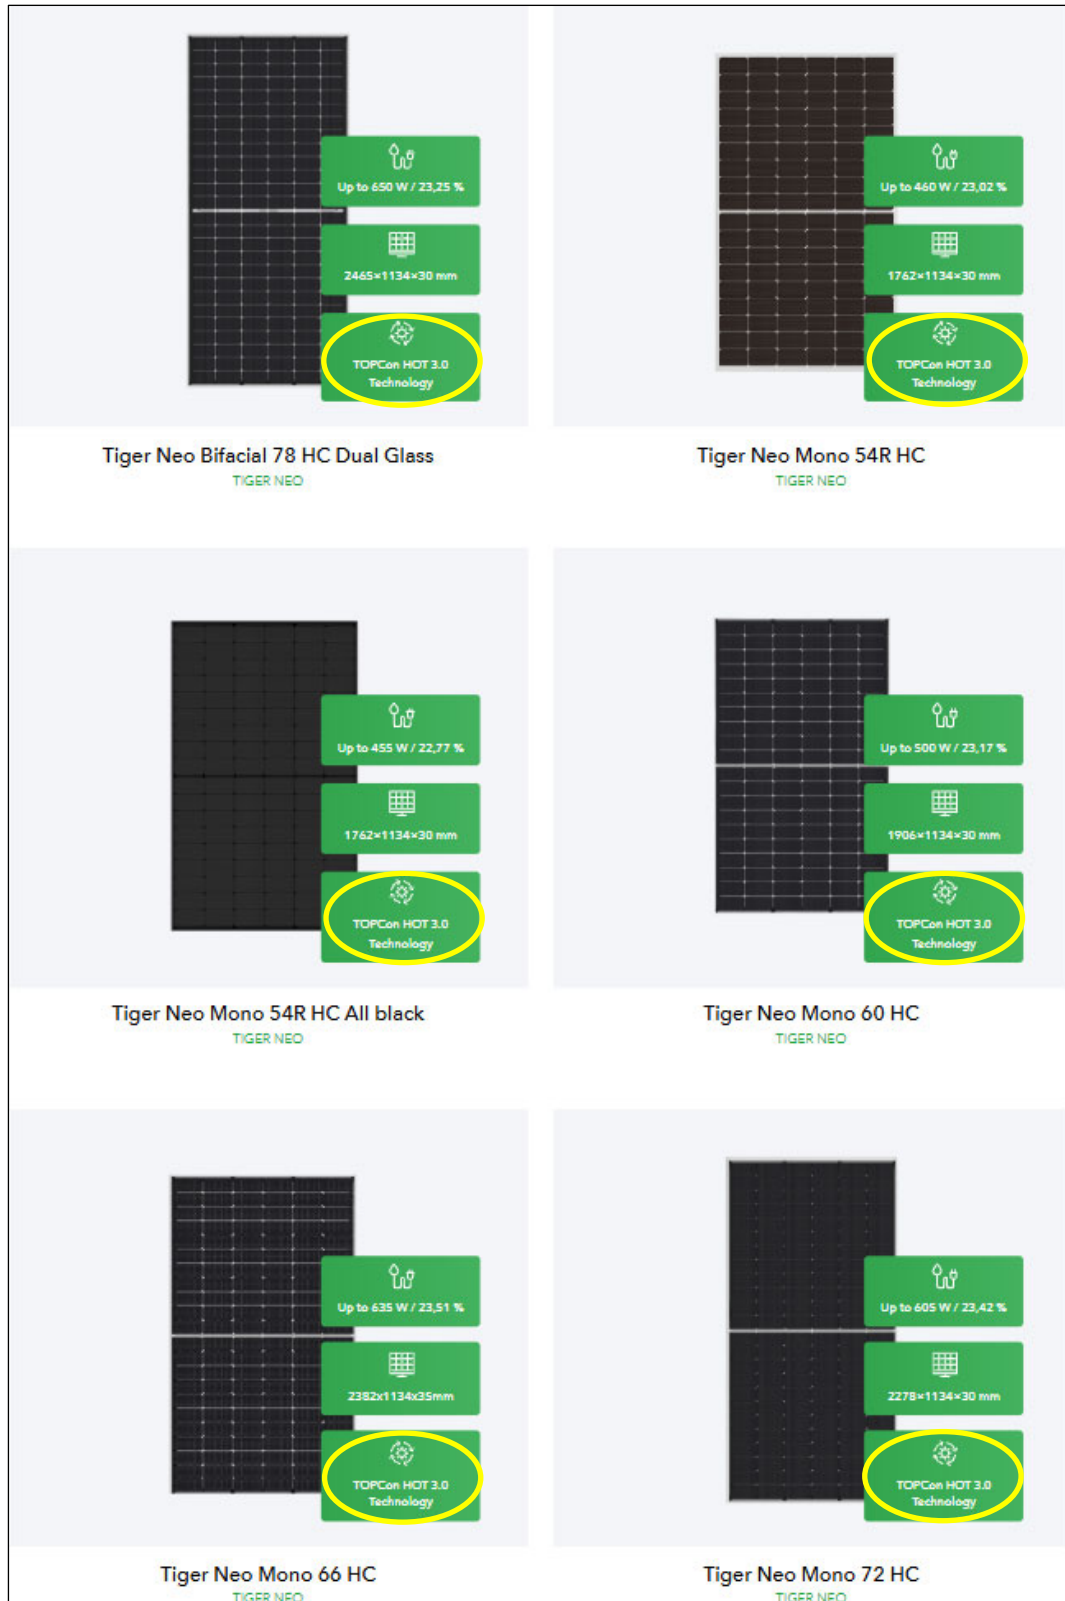 Up to 650 W / 23,25 %
2465×1134×30 mm
TOPCon HOT 3.0
Technology
Tiger Neo Bifacial 78 HC Dual Glass
TIGER NEO
Up to 460 W / 23,02 %
1762×1134×30 mm
TOPCon HOT 3.0
Technology
Tiger Neo Mono 54R HC
TIGER NEO
Up to 455 W / 22,77 %
1762×1134×30 mm
TOPCon HOT 3.0
Technology
Tiger Neo Mono 54R HC All black
TIGER NEO
Up to 500 W / 23,17 %
1906×1134×30 mm
TOPCon HOT 3.0
Technology
Tiger Neo Mono 60 HC
TIGER NEO
Up to 635 W / 23,51 %
2382x1134x35mm
TOPCon HOT 3.0
Technology
Tiger Neo Mono 66 HC
TIGER NEO
Up to 605 W / 23,42 %
2278×1134×30 mm
TOPCon HOT 3.0
Technology
Tiger Neo Mono 72 HC
TIGER NEO